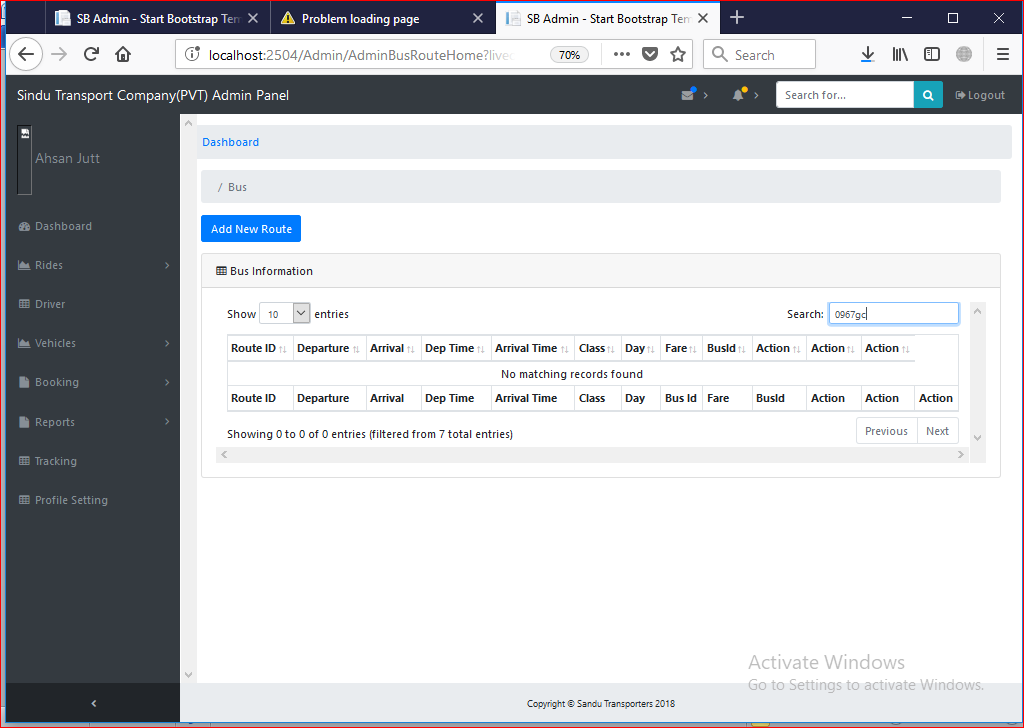 SB Admin - Start Bootstrap Tem
Problem loading page
SB Admin - Start Bootstrap Tem
localhost:2504/Admin/AdminBusRouteHome?live
70%
Search
Sindu Transport Company(PVT) Admin Panel
Search for...
Logout
Ahsan Jutt
Dashboard
Rides
Driver
Vehicles
Booking
Reports
Tracking
Profile Setting
Dashboard
/ Bus
Add New Route
Bus Information
Show 10 entries
Search: 0967gc
Route ID Departure Arrival Dep Time Arrival Time Class Day Fare BusId Action Action Action
No matching records found
Route ID Departure Arrival Dep Time Arrival Time Class Day Bus Id Fare BusId Action Action Action
Showing 0 to 0 of 0 entries (filtered from 7 total entries)
Previous Next
Activate Windows
Go to Settings to activate Windows.
Copyright © Sandu Transporters 2018